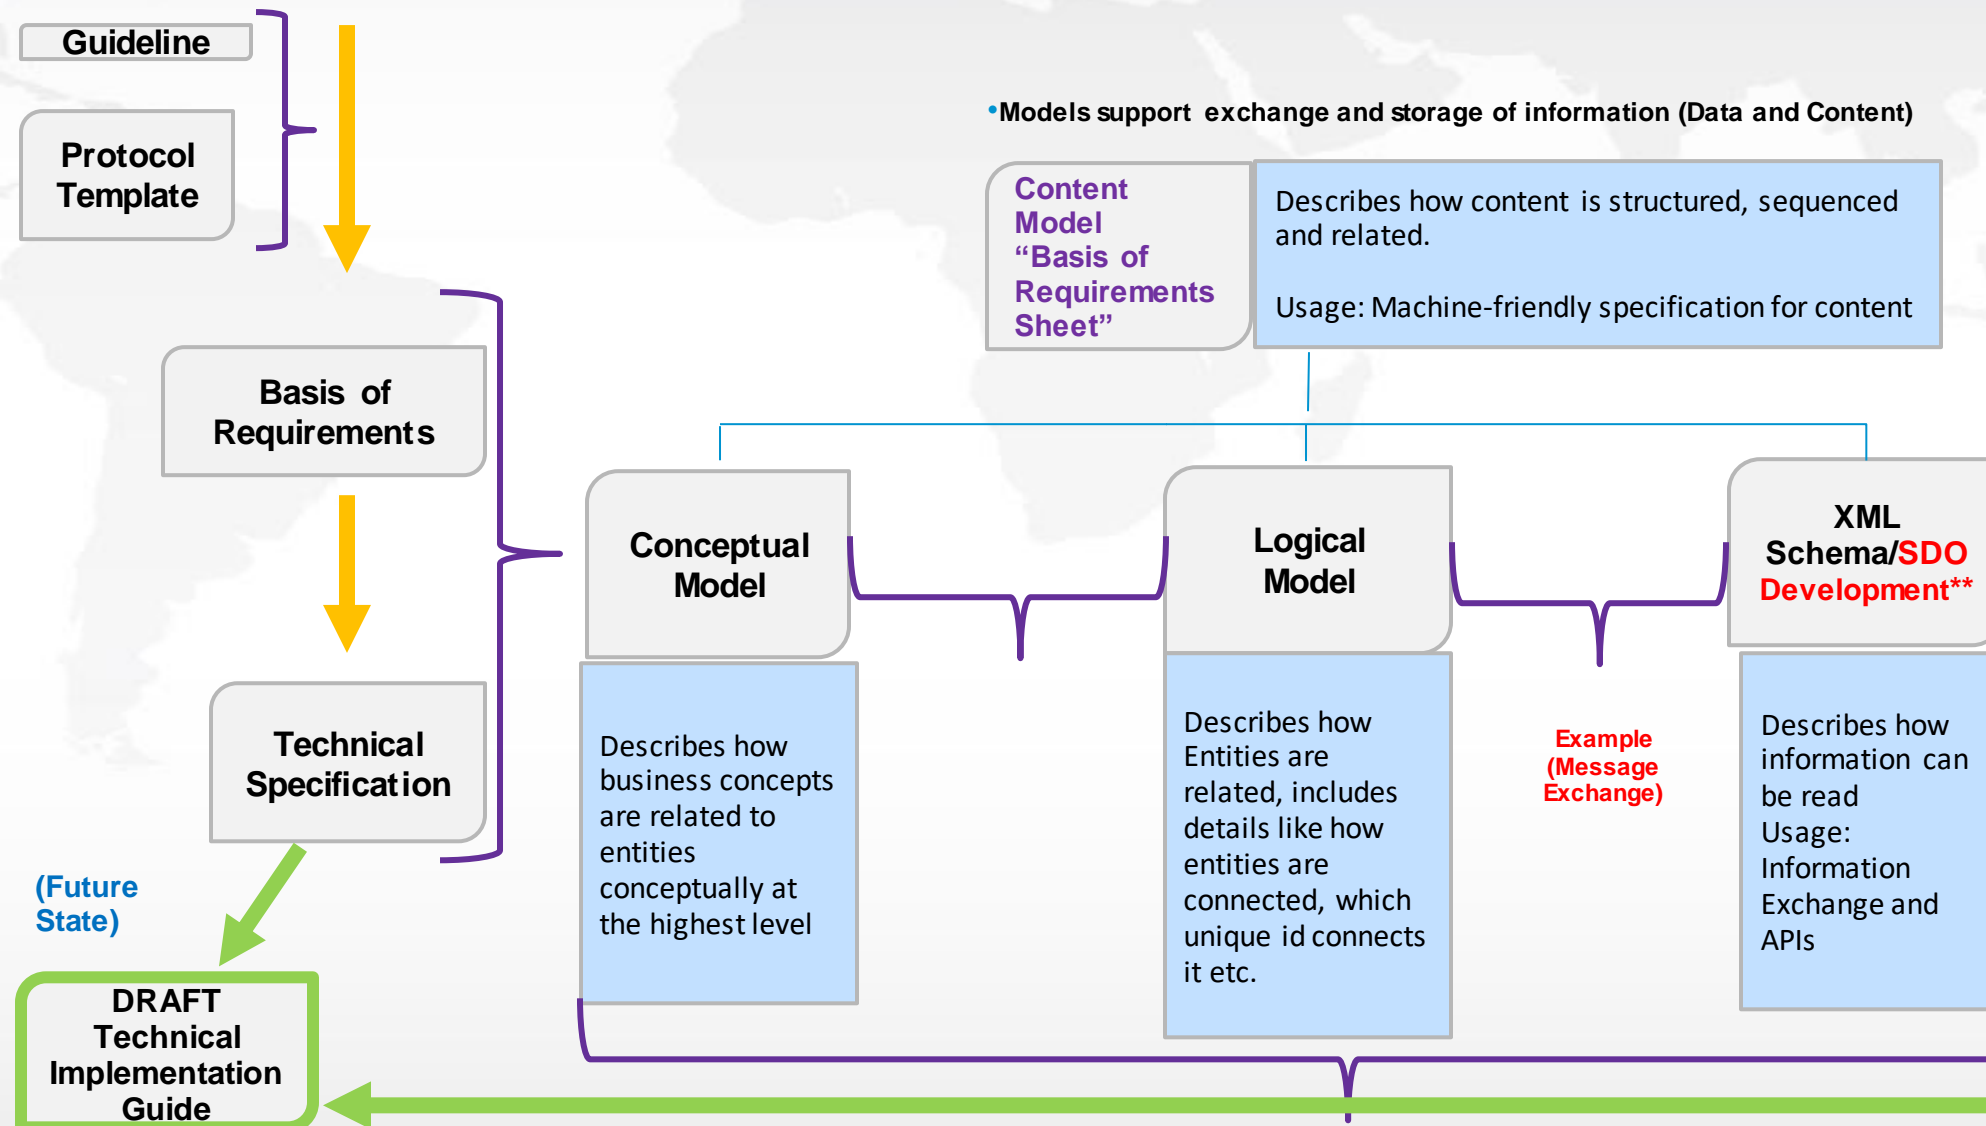 Guideline
Protocol
Template
Basis of
Requirements
Technical
Specification
(Future
State)
DRAFT
Technical
Implementation
Guide
•Models support exchange and storage of information (Data and Content)
Content
Model
“Basis of
Requirements
Sheet”
Describes how content is structured, sequenced
and related.
Usage: Machine-friendly specification for content
Conceptual
Model
Describes how
business concepts
are related to
entities
conceptually at
the highest level
Logical
Model
Describes how
Entities are
related, includes
details like how
entities are
connected, which
unique id connects
it etc.
Example
(Message
Exchange)
XML
Schema/SDO
Development**
Describes how
information can
be read
Usage:
Information
Exchange and
APIs